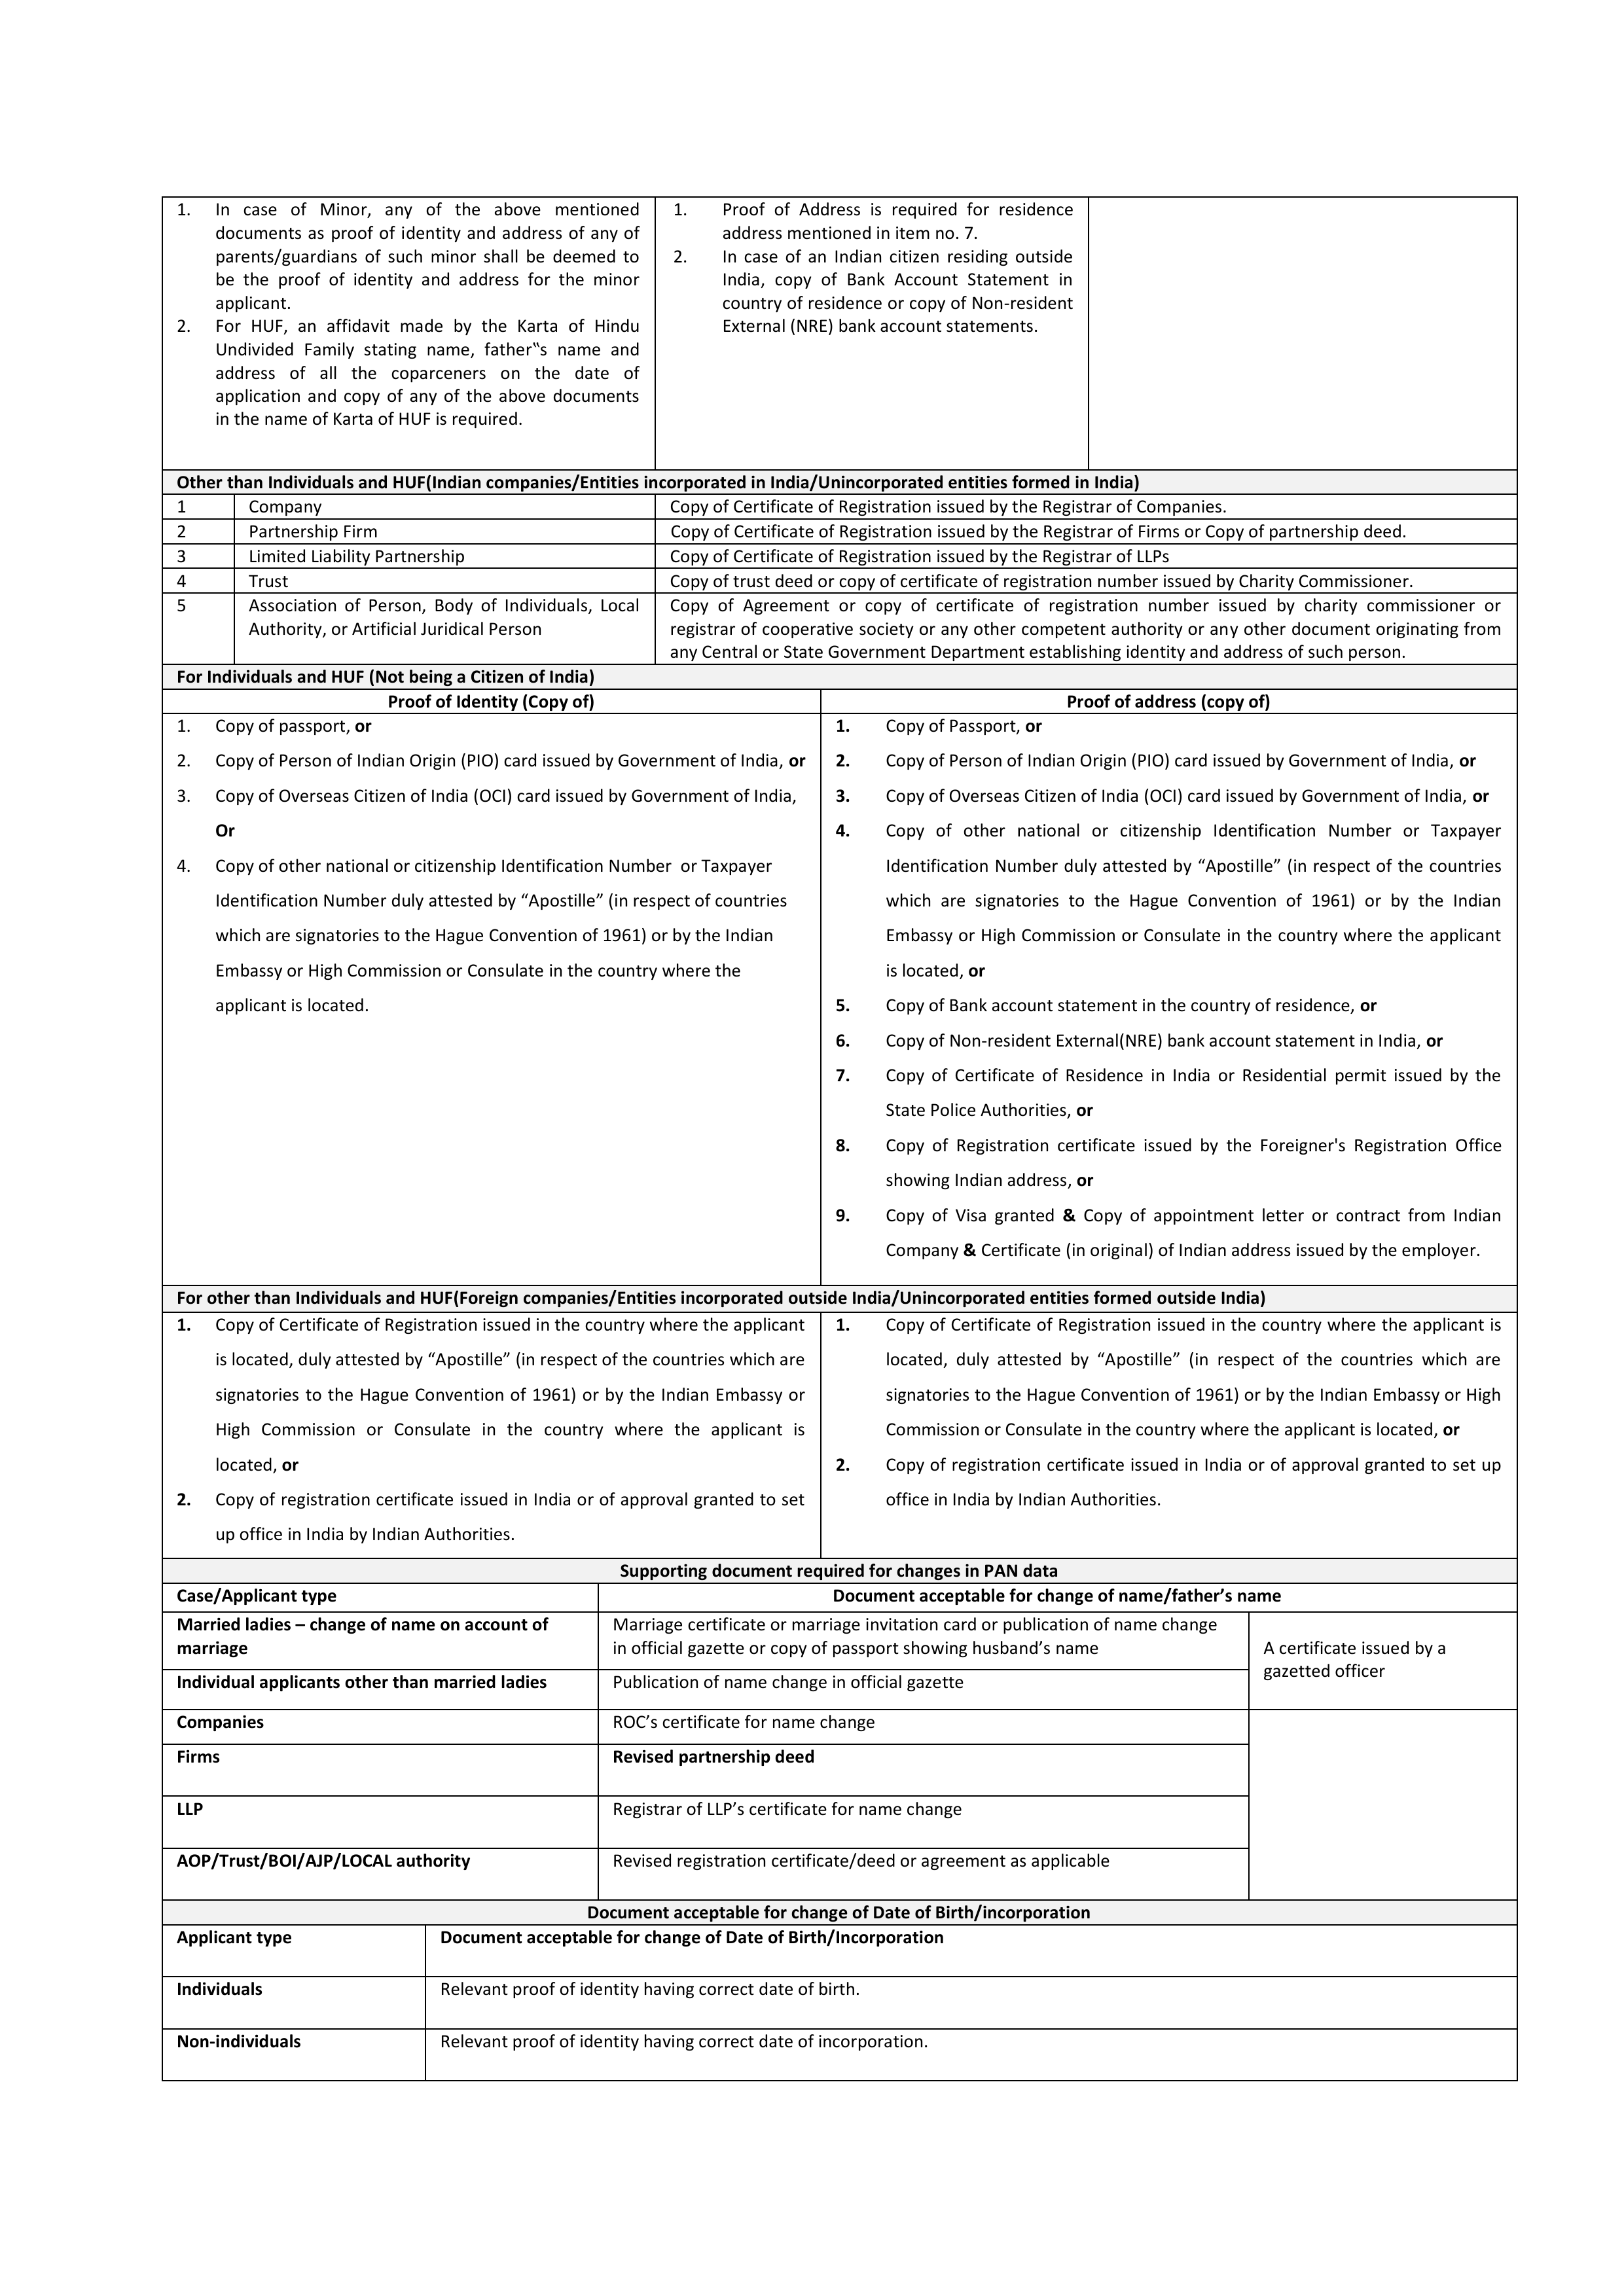 1. In case of Minor, any of the above mentioned
documents as proof of identity and address of any of
parents/guardians of such minor shall be deemed to
be the proof of identity and address for the minor
applicant.
2. For HUF, an affidavit made by the Karta of Hindu
Undivided Family stating name, father‟s name and
address of all the coparceners on the date of
application and copy of any of the above documents
in the name of Karta of HUF is required.
1. Proof of Address is required for residence
address mentioned in item no. 7.
2. In case of an Indian citizen residing outside
India, copy of Bank Account Statement in
country of residence or copy of Non-resident
External (NRE) bank account statements.
Other than Individuals and HUF(Indian companies/Entities incorporated in India/Unincorporated entities formed in India)
1 Company Copy of Certificate of Registration issued by the Registrar of Companies.
2 Partnership Firm Copy of Certificate of Registration issued by the Registrar of Firms or Copy of partnership deed.
3 Limited Liability Partnership Copy of Certificate of Registration issued by the Registrar of LLPs
4 Trust Copy of trust deed or copy of certificate of registration number issued by Charity Commissioner.
5 Association of Person, Body of Individuals, Local
Authority, or Artificial Juridical Person
Copy of Agreement or copy of certificate of registration number issued by charity commissioner or
registrar of cooperative society or any other competent authority or any other document originating from
any Central or State Government Department establishing identity and address of such person.
For Individuals and HUF (Not being a Citizen of India)
Proof of Identity (Copy of) Proof of address (copy of)
1. Copy of passport, or
2. Copy of Person of Indian Origin (PIO) card issued by Government of India, or
3. Copy of Overseas Citizen of India (OCI) card issued by Government of India,
Or
4. Copy of other national or citizenship Identification Number or Taxpayer
Identification Number duly attested by “Apostille” (in respect of countries
which are signatories to the Hague Convention of 1961) or by the Indian
Embassy or High Commission or Consulate in the country where the
applicant is located.
1. Copy of Passport, or
2. Copy of Person of Indian Origin (PIO) card issued by Government of India, or
3. Copy of Overseas Citizen of India (OCI) card issued by Government of India, or
4. Copy of other national or citizenship Identification Number or Taxpayer
Identification Number duly attested by “Apostille” (in respect of the countries
which are signatories to the Hague Convention of 1961) or by the Indian
Embassy or High Commission or Consulate in the country where the applicant
is located, or
5. Copy of Bank account statement in the country of residence, or
6. Copy of Non-resident External(NRE) bank account statement in India, or
7. Copy of Certificate of Residence in India or Residential permit issued by the
State Police Authorities, or
8. Copy of Registration certificate issued by the Foreigner's Registration Office
showing Indian address, or
9. Copy of Visa granted & Copy of appointment letter or contract from Indian
Company & Certificate (in original) of Indian address issued by the employer.
For other than Individuals and HUF(Foreign companies/Entities incorporated outside India/Unincorporated entities formed outside India)
1. Copy of Certificate of Registration issued in the country where the applicant
is located, duly attested by “Apostille” (in respect of the countries which are
signatories to the Hague Convention of 1961) or by the Indian Embassy or
High Commission or Consulate in the country where the applicant is
located, or
2. Copy of registration certificate issued in India or of approval granted to set
up office in India by Indian Authorities.
1. Copy of Certificate of Registration issued in the country where the applicant is
located, duly attested by “Apostille” (in respect of the countries which are
signatories to the Hague Convention of 1961) or by the Indian Embassy or High
Commission or Consulate in the country where the applicant is located, or
2. Copy of registration certificate issued in India or of approval granted to set up
office in India by Indian Authorities.
Supporting document required for changes in PAN data
Case/Applicant type Document acceptable for change of name/father’s name
Married ladies – change of name on account of
marriage
Marriage certificate or marriage invitation card or publication of name change
in official gazette or copy of passport showing husband’s name
A certificate issued by a
gazetted officer
Individual applicants other than married ladies Publication of name change in official gazette
Companies ROC’s certificate for name change
Firms Revised partnership deed
LLP Registrar of LLP’s certificate for name change
AOP/Trust/BOI/AJP/LOCAL authority Revised registration certificate/deed or agreement as applicable
Document acceptable for change of Date of Birth/incorporation
Applicant type Document acceptable for change of Date of Birth/Incorporation
Individuals Relevant proof of identity having correct date of birth.
Non-individuals Relevant proof of identity having correct date of incorporation.